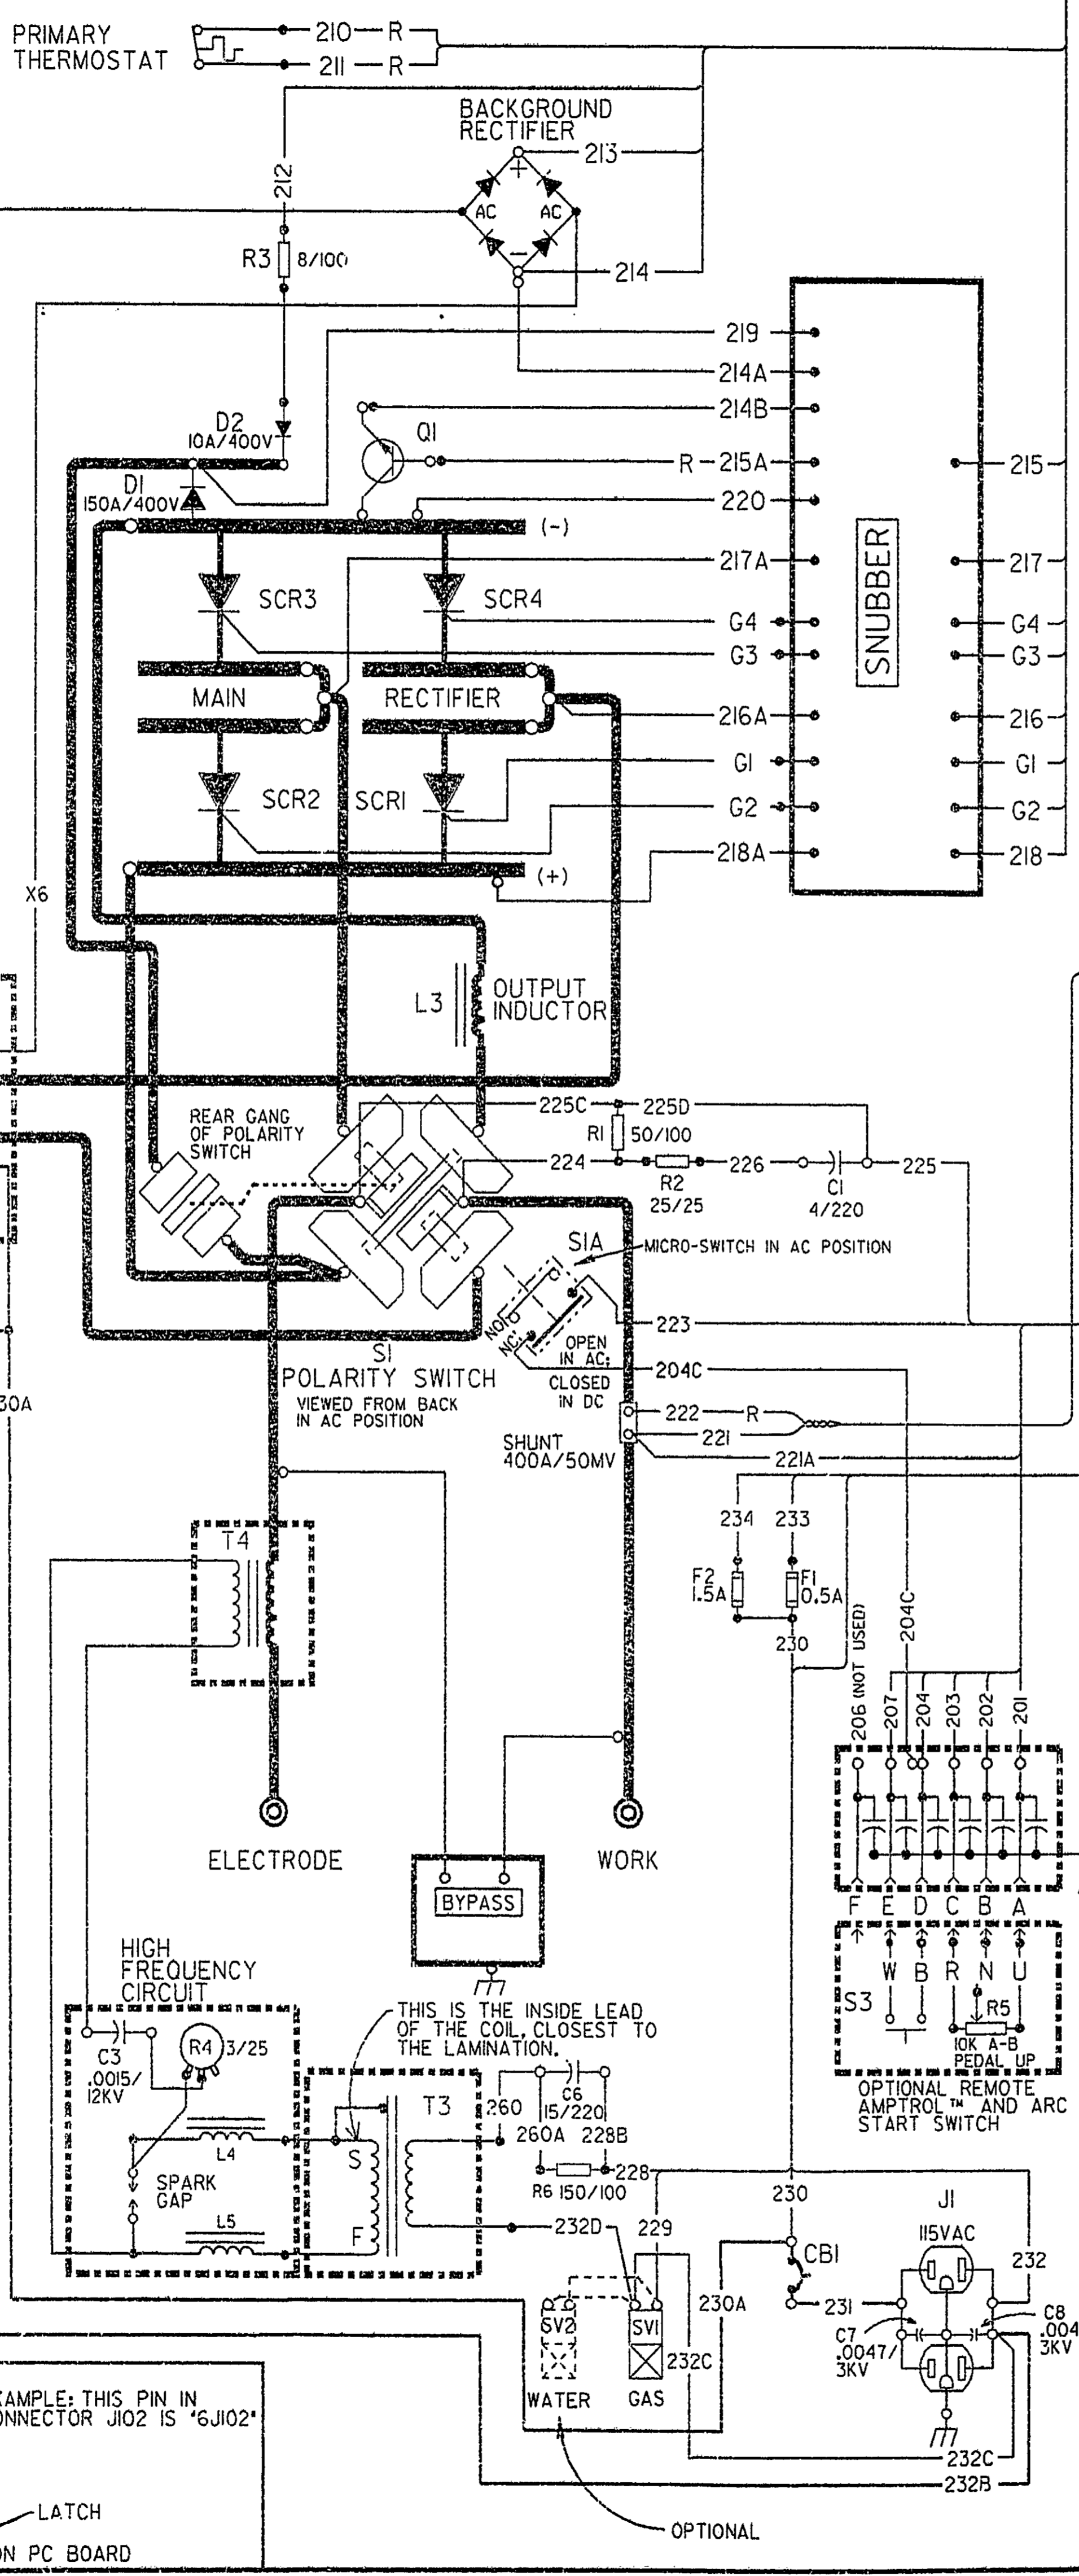 PRIMARY
THERMOSTAT
210 R
211 R
BACKGROUND
RECTIFIER
213
212
+
AC AC
R3 8/100
−
214
219
214A
D2
10A/400V
214B
Q1
R 215A
215
D1
150A/400V
220
(-)
SNUBBER
217A
217
SCR3 SCR4
G4
G4
G3
G3
MAIN RECTIFIER
216A
216
G1
G1
SCR2 SCR1
G2
G2
218A
218
(+)
X6
L3
OUTPUT
INDUCTOR
REAR GANG
OF POLARITY
SWITCH
225C 225D
R1 50/100
224
R2
25/25
226
C1
4/220
225
S1A
MICRO-SWITCH IN AC POSITION
NO:
NC:
223
OPEN
IN AC;
CLOSED
IN DC
204C
S1
POLARITY SWITCH
VIEWED FROM BACK
IN AC POSITION
30A
222 R
221
SHUNT
400A/50MV
221A
234 233
T4
F2
1.5A
F1
0.5A
230
204C
206 (NOT USED)
207
204
203
202
201
ELECTRODE WORK
BYPASS
F E D C B A
W B R N U
S3
R5
10K A-B
PEDAL UP
OPTIONAL REMOTE
AMPTROL™ AND ARC
START SWITCH
HIGH
FREQUENCY
CIRCUIT
THIS IS THE INSIDE LEAD
OF THE COIL, CLOSEST TO
THE LAMINATION.
C3
.0015/
12KV
R4 3/25
T3
260
C6
15/220
260A 228B
L4
S
SPARK
GAP
R6 150/100
228
230
J1
L5
F
232D
229
115VAC
CB1
232
230A
231
C7
.0047/
3KV
C8
.004
3KV
SV2 SV1
232C
WATER GAS
XAMPLE: THIS PIN IN
ONNECTOR J102 IS "6J102"
232C
232B
LATCH
OPTIONAL
ON PC BOARD